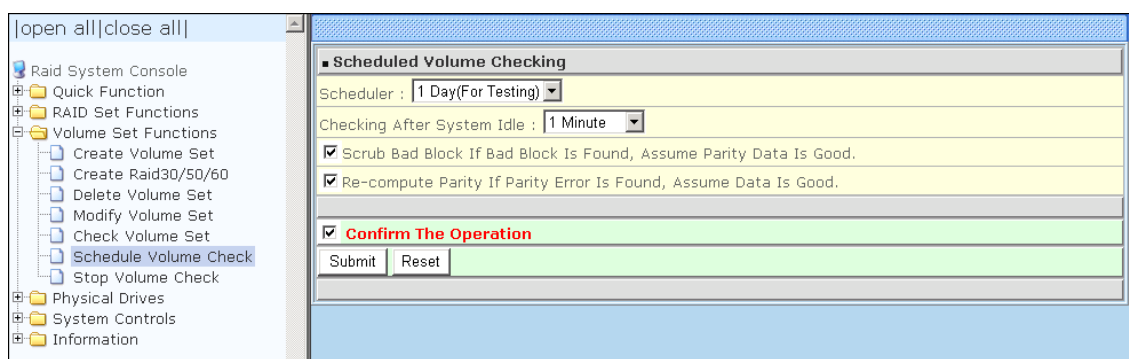 |open all|close all|
Raid System Console
Quick Function
RAID Set Functions
Volume Set Functions
Create Volume Set
Create Raid30/50/60
Delete Volume Set
Modify Volume Set
Check Volume Set
Schedule Volume Check
Stop Volume Check
Physical Drives
System Controls
Information
Scheduled Volume Checking
Scheduler : 1 Day(For Testing)
Checking After System Idle : 1 Minute
Scrub Bad Block If Bad Block Is Found, Assume Parity Data Is Good.
Re-compute Parity If Parity Error Is Found, Assume Data Is Good.
Confirm The Operation
Submit Reset